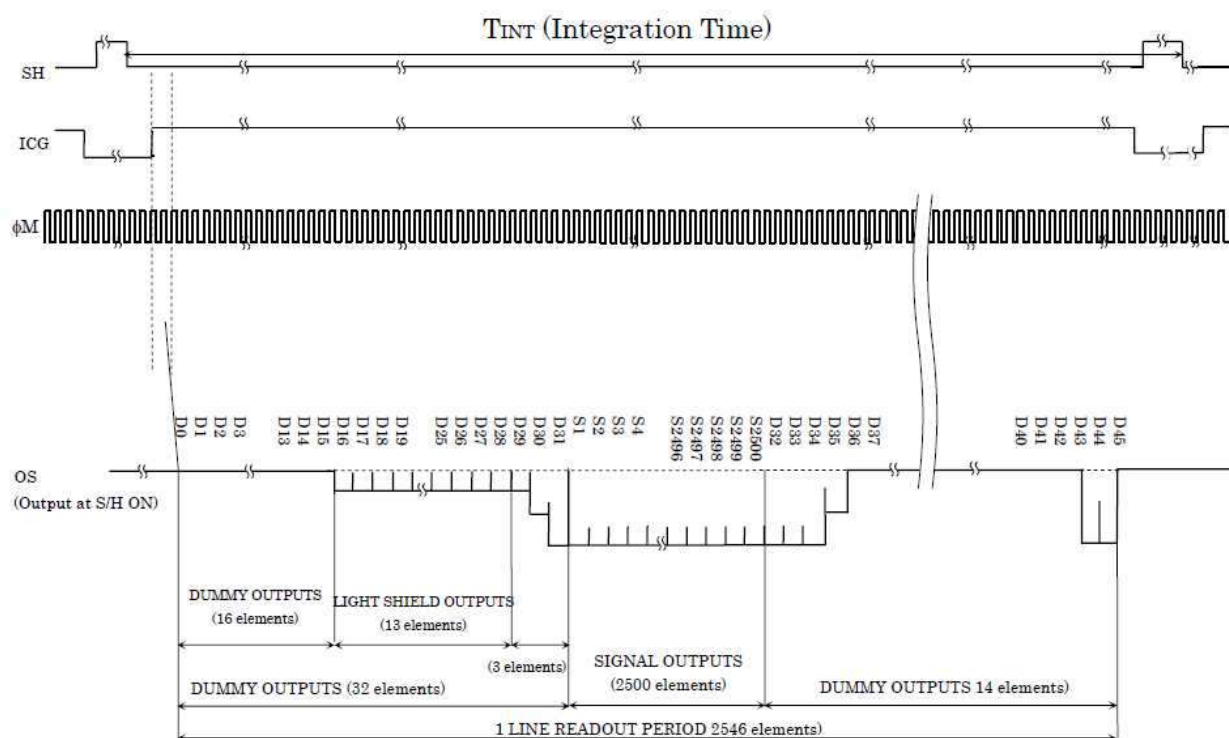 TINT (Integration Time)
SH
ICG
ϕM
D0 D1 D2 D3 D13 D14 D15 D16 D17 D18 D19 D25 D26 D27 D28 D29 D30 D31 S1 S2 S3 S4 S2496 S2497 S2498 S2499 S2500 D32 D33 D34 D35 D36 D37 D40 D41 D42 D43 D44 D45
OS
(Output at S/H ON)
DUMMY OUTPUTS
(16 elements)
LIGHT SHIELD OUTPUTS
(13 elements)
(3 elements)
SIGNAL OUTPUTS
(2500 elements)
DUMMY OUTPUTS (32 elements)
DUMMY OUTPUTS 14 elements)
1 LINE READOUT PERIOD 2546 elements)